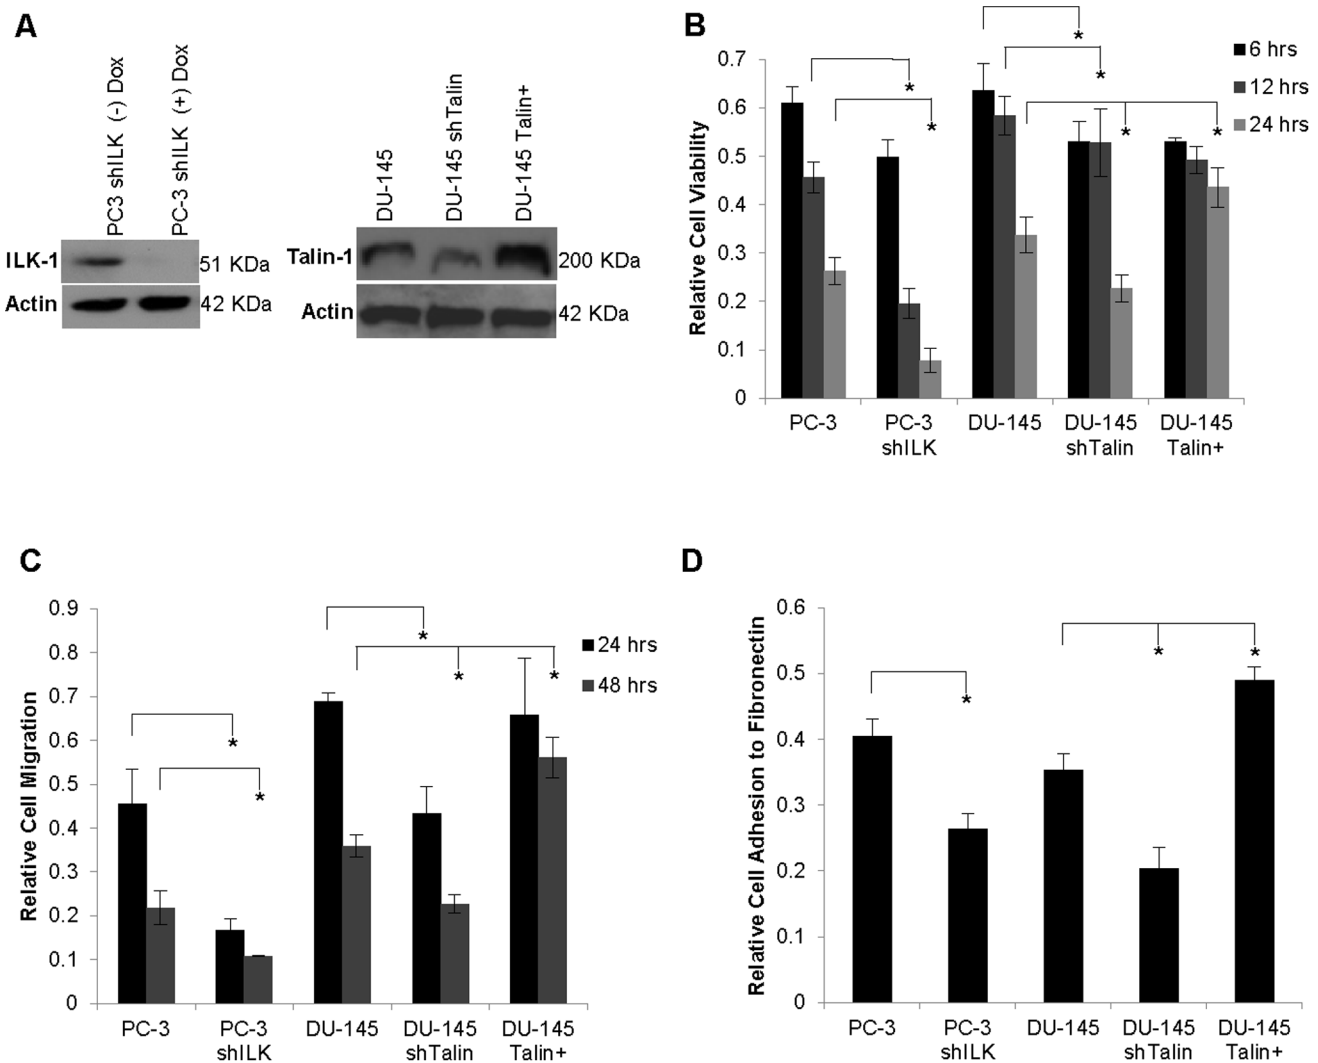 A
PC3 shILK (-) Dox
PC-3 shILK (+) Dox
ILK-1
51 KDa
Actin
42 KDa
DU-145
DU-145 shTalin
DU-145 Talin+
Talin-1
200 KDa
Actin
42 KDa
B
Relative Cell Viability
0.7
0.6
0.5
0.4
0.3
0.2
0.1
0
*
*
*
*
*
*
6 hrs
12 hrs
24 hrs
PC-3
PC-3 shILK
DU-145
DU-145 shTalin
DU-145 Talin+
C
Relative Cell Migration
0.9
0.8
0.7
0.6
0.5
0.4
0.3
0.2
0.1
0
*
*
*
*
*
24 hrs
48 hrs
PC-3
PC-3 shILK
DU-145
DU-145 shTalin
DU-145 Talin+
D
Relative Cell Adhesion to Fibronectin
0.6
0.5
0.4
0.3
0.2
0.1
0
*
*
*
PC-3
PC-3 shILK
DU-145
DU-145 shTalin
DU-145 Talin+